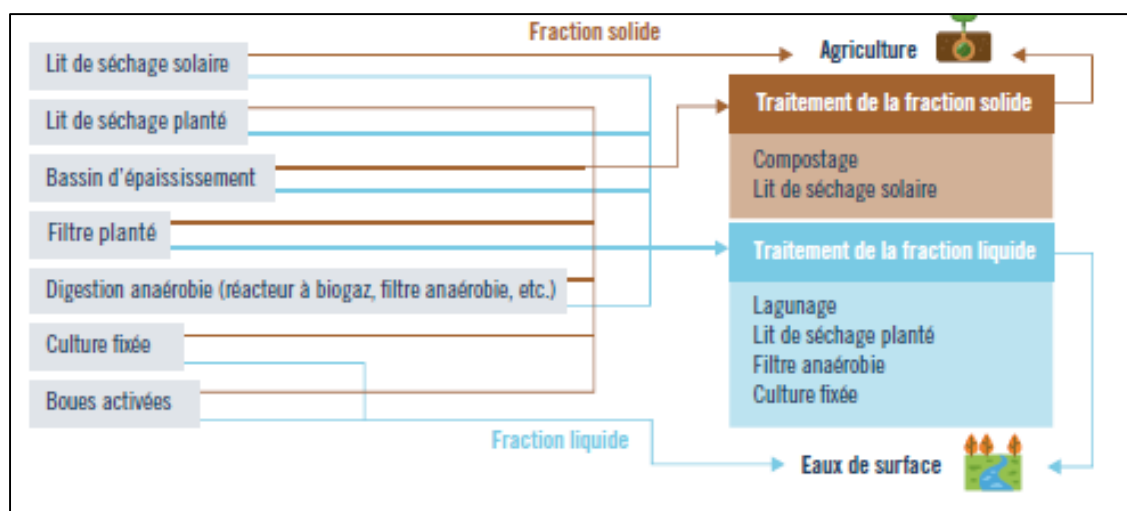 Fraction solide
Agriculture
Lit de séchage solaire
Lit de séchage planté
Bassin d'épaississement
Filtre planté
Digestion anaérobie (réacteur à biogaz, filtre anaérobie, etc.)
Culture fixée
Boues activées
Traitement de la fraction solide
Compostage
Lit de séchage solaire
Traitement de la fraction liquide
Lagunage
Lit de séchage planté
Filtre anaérobie
Culture fixée
Fraction liquide
Eaux de surface